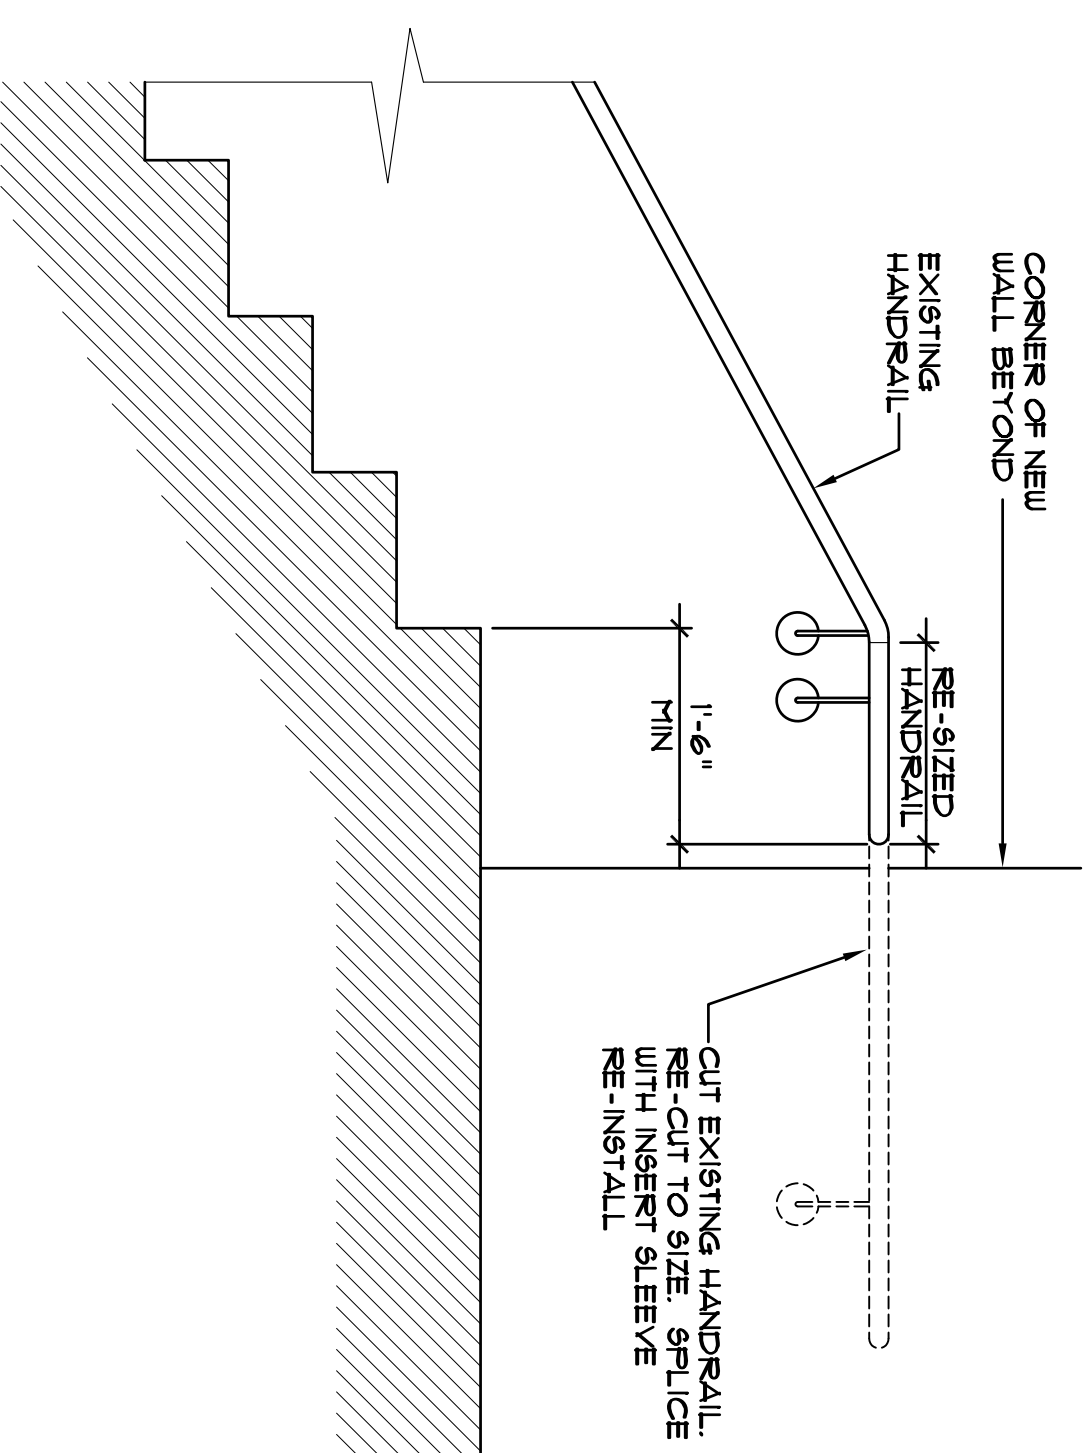 CORNER OF NEW
WALL BEYOND
EXISTING
HANDRAIL
RE-SIZED
HANDRAIL
1'-6"
MIN
CUT EXISTING HANDRAIL.
RE-CUT TO SIZE. SPLICE
WITH INSERT SLEEVE
RE-INSTALL